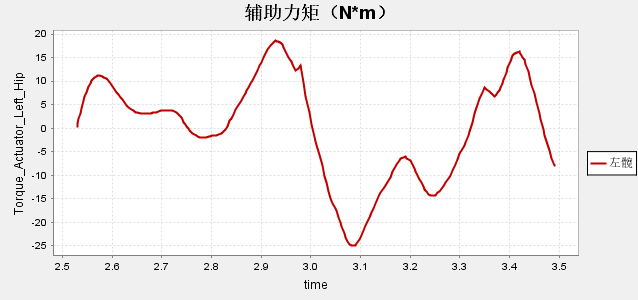 辅助力矩（N*m）
Torque_Actuator_Left_Hip
20
15
10
5
0
-5
-10
-15
-20
-25
2.5 2.6 2.7 2.8 2.9 3.0 3.1 3.2 3.3 3.4 3.5
time
左髋